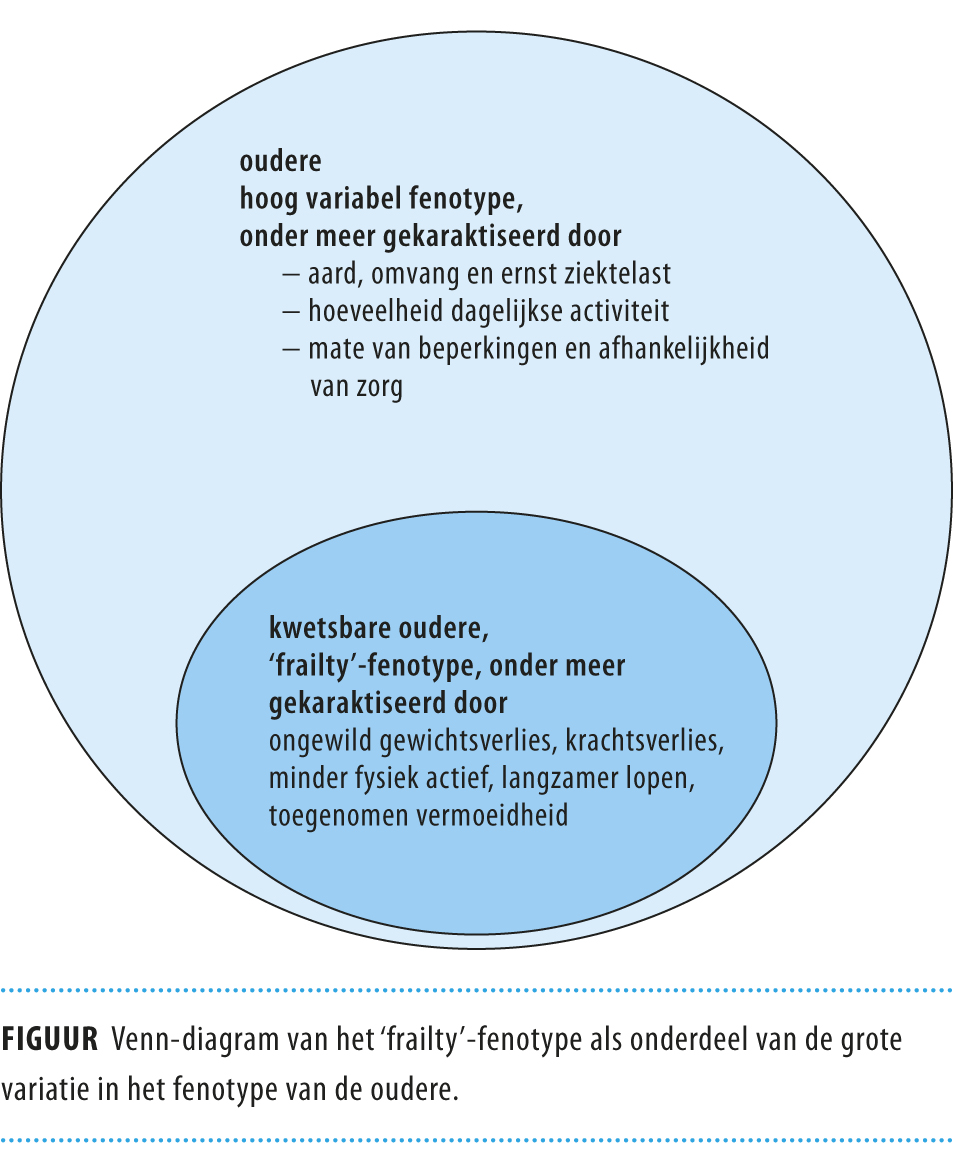 oudere
hoog variabel fenotype,
onder meer gekaraktiseerd door
– aard, omvang en ernst ziektelast
– hoeveelheid dagelijkse activiteit
– mate van beperkingen en afhankelijkheid
van zorg
kwetsbare oudere,
‘frailty’-fenotype, onder meer
gekaraktiseerd door
ongewild gewichtsverlies, krachtsverlies,
minder fysiek actief, langzamer lopen,
toegenomen vermoeidheid
FIGUUR Venn-diagram van het ‘frailty’-fenotype als onderdeel van de grote
variatie in het fenotype van de oudere.